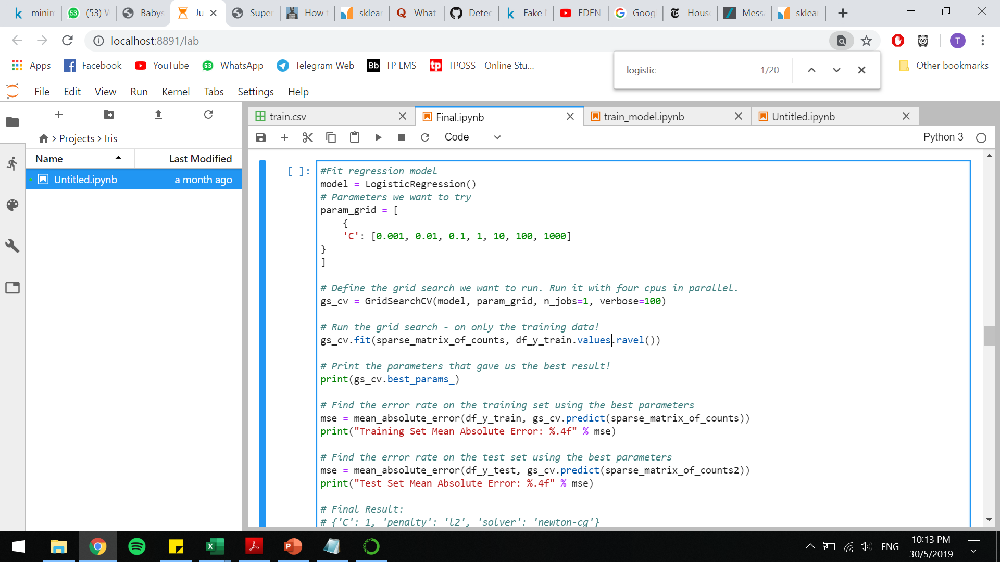 minin
(53) W
Babys
Ju
Super
How t
sklear
What
Detec
Fake N
EDEN
Goog
Hous
Mess
sklear
localhost:8891/lab
T
Apps
Facebook
YouTube
53
WhatsApp
Telegram Web
Bb
TP LMS
tp
TPOSS - Online Stu...
Other bookmarks
logistic
1/20
File
Edit
View
Run
Kernel
Tabs
Settings
Help
Projects
Iris
Name
Last Modified
Untitled.ipynb
a month ago
train.csv
Final.ipynb
train_model.ipynb
Untitled.ipynb
Code
Python 3
[ ]:
#Fit regression model
model = LogisticRegression()
# Parameters we want to try
param_grid = [
{
'C': [0.001, 0.01, 0.1, 1, 10, 100, 1000]
}
]
# Define the grid search we want to run. Run it with four cpus in parallel.
gs_cv = GridSearchCV(model, param_grid, n_jobs=1, verbose=100)
# Run the grid search - on only the training data!
gs_cv.fit(sparse_matrix_of_counts, df_y_train.values.ravel())
# Print the parameters that gave us the best result!
print(gs_cv.best_params_)
# Find the error rate on the training set using the best parameters
mse = mean_absolute_error(df_y_train, gs_cv.predict(sparse_matrix_of_counts))
print("Training Set Mean Absolute Error: %.4f" % mse)
# Find the error rate on the test set using the best parameters
mse = mean_absolute_error(df_y_test, gs_cv.predict(sparse_matrix_of_counts2))
print("Test Set Mean Absolute Error: %.4f" % mse)
# Final Result:
# {'C': 1, 'penalty': 'l2', 'solver': 'newton-cg'}
ENG
10:13 PM
30/5/2019